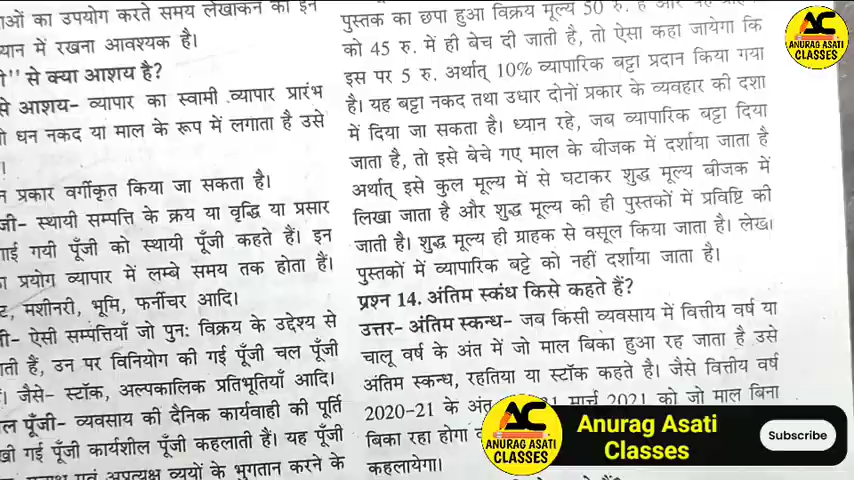 ओं का उपयोग करते समय लेखांकन की इन
यान में रखना आवश्यक है।
" से क्या आशय है?
से आशय- व्यापार का स्वामी व्यापार प्रारंभ
धन नकद या माल के रूप में लगाता है उसे
प्रकार वर्गीकृत किया जा सकता है।
जी- स्थायी सम्पत्ति के क्रय या वृद्धि या प्रसार
गाई गयी पूँजी को स्थायी पूँजी कहते हैं। इन
प्रयोग व्यापार में लम्बे समय तक होता है।
मशीनरी, भूमि, फर्नीचर आदि।
ऐसी सम्पत्तियाँ जो पुन: विक्रय के उद्देश्य से
हैं, उन पर विनियोग की गई पूँजी चल पूँजी
जैसे- स्टॉक, अल्पकालिक प्रतिभूतियाँ आदि।
ल पूँजी- व्यवसाय की दैनिक कार्यवाही की पूर्ति
गई पूँजी कार्यशील पूँजी कहलाती हैं। यह पूँजी
एवं अप्रत्यक्ष व्ययों के भुगतान करने के
पुस्तक का छपा हुआ विक्रय मूल्य 50 रु. है और
को 45 रु. में ही बेच दी जाती है, तो ऐसा कहा जायेगा कि
इस पर 5 रु. अर्थात् 10% व्यापारिक बट्टा प्रदान किया गया
है। यह बट्टा नकद तथा उधार दोनों प्रकार के व्यवहार की दशा
में दिया जा सकता है। ध्यान रहे, जब व्यापारिक बट्टा दिया
जाता है, तो इसे बेचे गए माल के बीजक में दर्शाया जाता है
अर्थात् इसे कुल मूल्य में से घटाकर शुद्ध मूल्य बीजक में
लिखा जाता है और शुद्ध मूल्य की ही पुस्तकों में प्रविष्टि की
जाती है। शुद्ध मूल्य ही ग्राहक से वसूल किया जाता है। लेखा
पुस्तकों में व्यापारिक बट्टे को नहीं दर्शाया जाता है।
प्रश्न 14. अंतिम स्कंध किसे कहते हैं?
उत्तर- अंतिम स्कन्ध- जब किसी व्यवसाय में वित्तीय वर्ष या
चालू वर्ष के अंत में जो माल बिका हुआ रह जाता है उसे
अंतिम स्कन्ध, रहतिया या स्टॉक कहते है। जैसे वित्तीय वर्ष
2020-21 के अंत 31 मार्च 2021 को जो माल बिना
बिका रहा होगा
कहलायेगा।
AC
ANURAG ASATI
CLASSES
AC
ANURAG ASATI
CLASSES
Anurag Asati
Classes
Subscribe